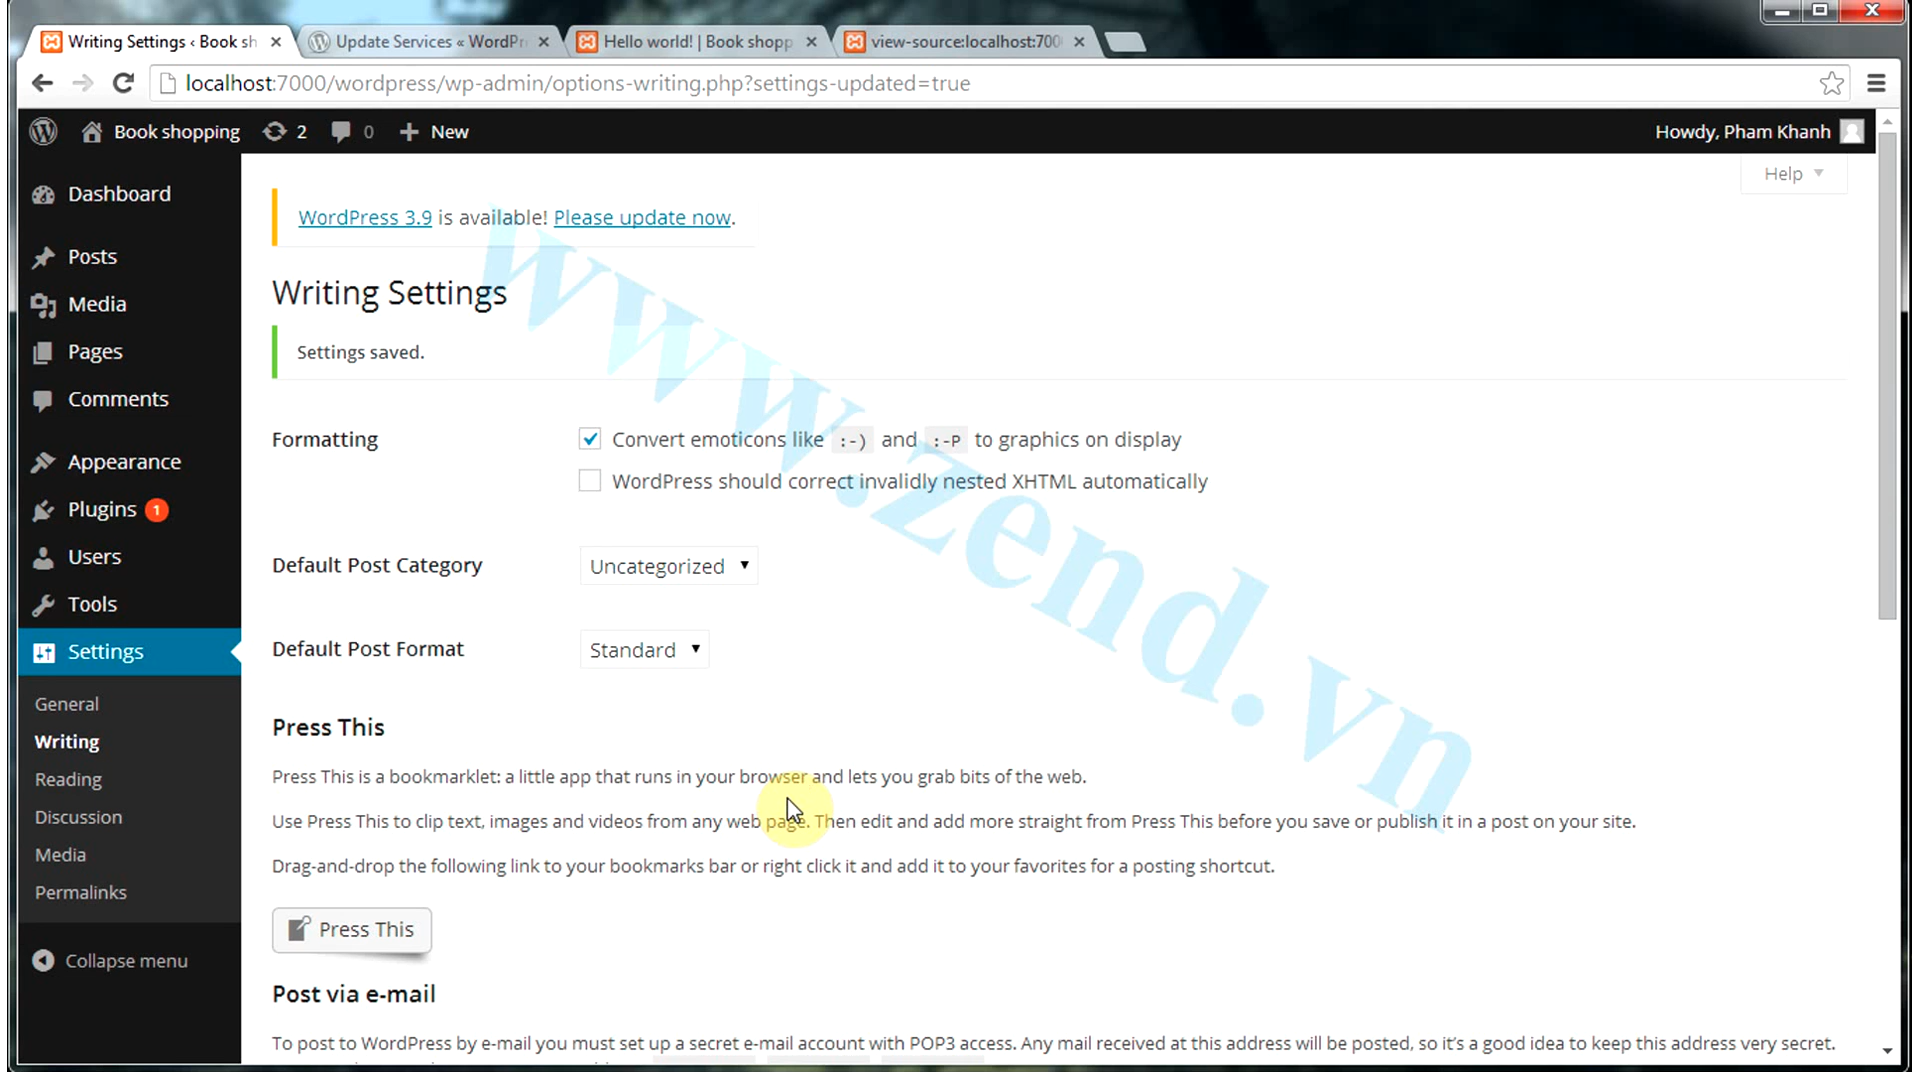 Writing Settings ‹ Book sh
Update Services « WordPr
Hello world! | Book shopp
view-source:localhost:700
localhost:7000/wordpress/wp-admin/options-writing.php?settings-updated=true
Book shopping 2 0 + New
Howdy, Pham Khanh
Help
Dashboard
Posts
Media
Pages
Comments
Appearance
Plugins 1
Users
Tools
Settings
General
Writing
Reading
Discussion
Media
Permalinks
Collapse menu
WordPress 3.9 is available! Please update now.
Writing Settings
Settings saved.
Formatting
Convert emoticons like :-) and :-P to graphics on display
WordPress should correct invalidly nested XHTML automatically
Default Post Category
Uncategorized
Default Post Format
Standard
Press This
Press This is a bookmarklet: a little app that runs in your browser and lets you grab bits of the web.
Use Press This to clip text, images and videos from any web page. Then edit and add more straight from Press This before you save or publish it in a post on your site.
Drag-and-drop the following link to your bookmarks bar or right click it and add it to your favorites for a posting shortcut.
Press This
Post via e-mail
To post to WordPress by e-mail you must set up a secret e-mail account with POP3 access. Any mail received at this address will be posted, so it's a good idea to keep this address very secret.
www.zend.vn